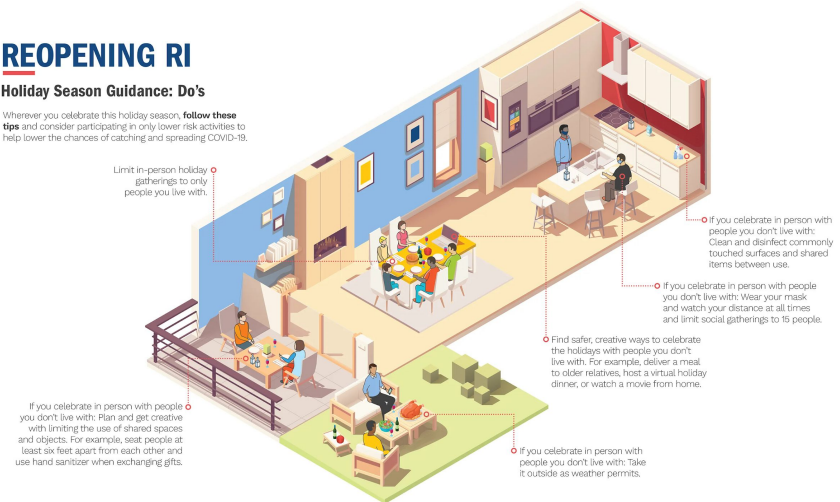 REOPENING RI
Holiday Season Guidance: Do's
Wherever you celebrate this holiday season, follow these
tips and consider participating in only lower risk activities to
help lower the chances of catching and spreading COVID-19.
Limit in-person holiday
gatherings to only
people you live with.
If you celebrate in person with
people you don't live with:
Clean and disinfect commonly
touched surfaces and shared
items between use.
If you celebrate in person with people
you don't live with: Wear your mask
and watch your distance at all times
and limit social gatherings to 15 people.
Find safer, creative ways to celebrate
the holidays with people you don't
live with. For example, deliver a meal
to older relatives, host a virtual holiday
dinner, or watch a movie from home.
If you celebrate in person with people
you don't live with: Plan and get creative
with limiting the use of shared spaces
and objects. For example, seat people at
least six feet apart from each other and
use hand sanitizer when exchanging gifts.
If you celebrate in person with
people you don't live with: Take
it outside as weather permits.